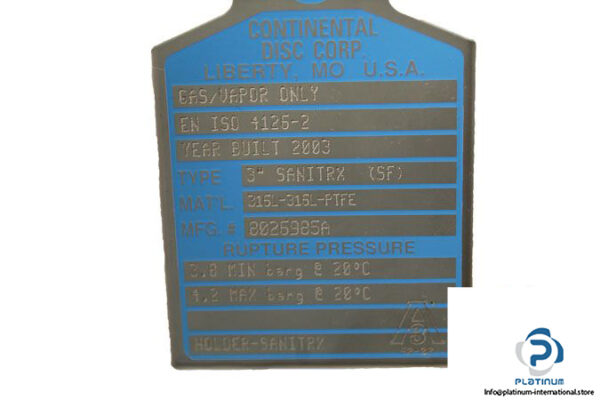 CONTINENTAL
DISC CORP.
LIBERTY, MO U.S.A.
GAS/VAPOR ONLY
EN ISO 4126-2
YEAR BUILT 2003
TYPE 3" SANITRX (SF)
MAT'L. 316L-316L-PTFE
MFG. # 8026985A
RUPTURE PRESSURE
3.8 MIN barg @ 20°C
4.2 MAX barg @ 20°C
HOLDER-SANITRX
PLATINUM
https://platinum-international.store